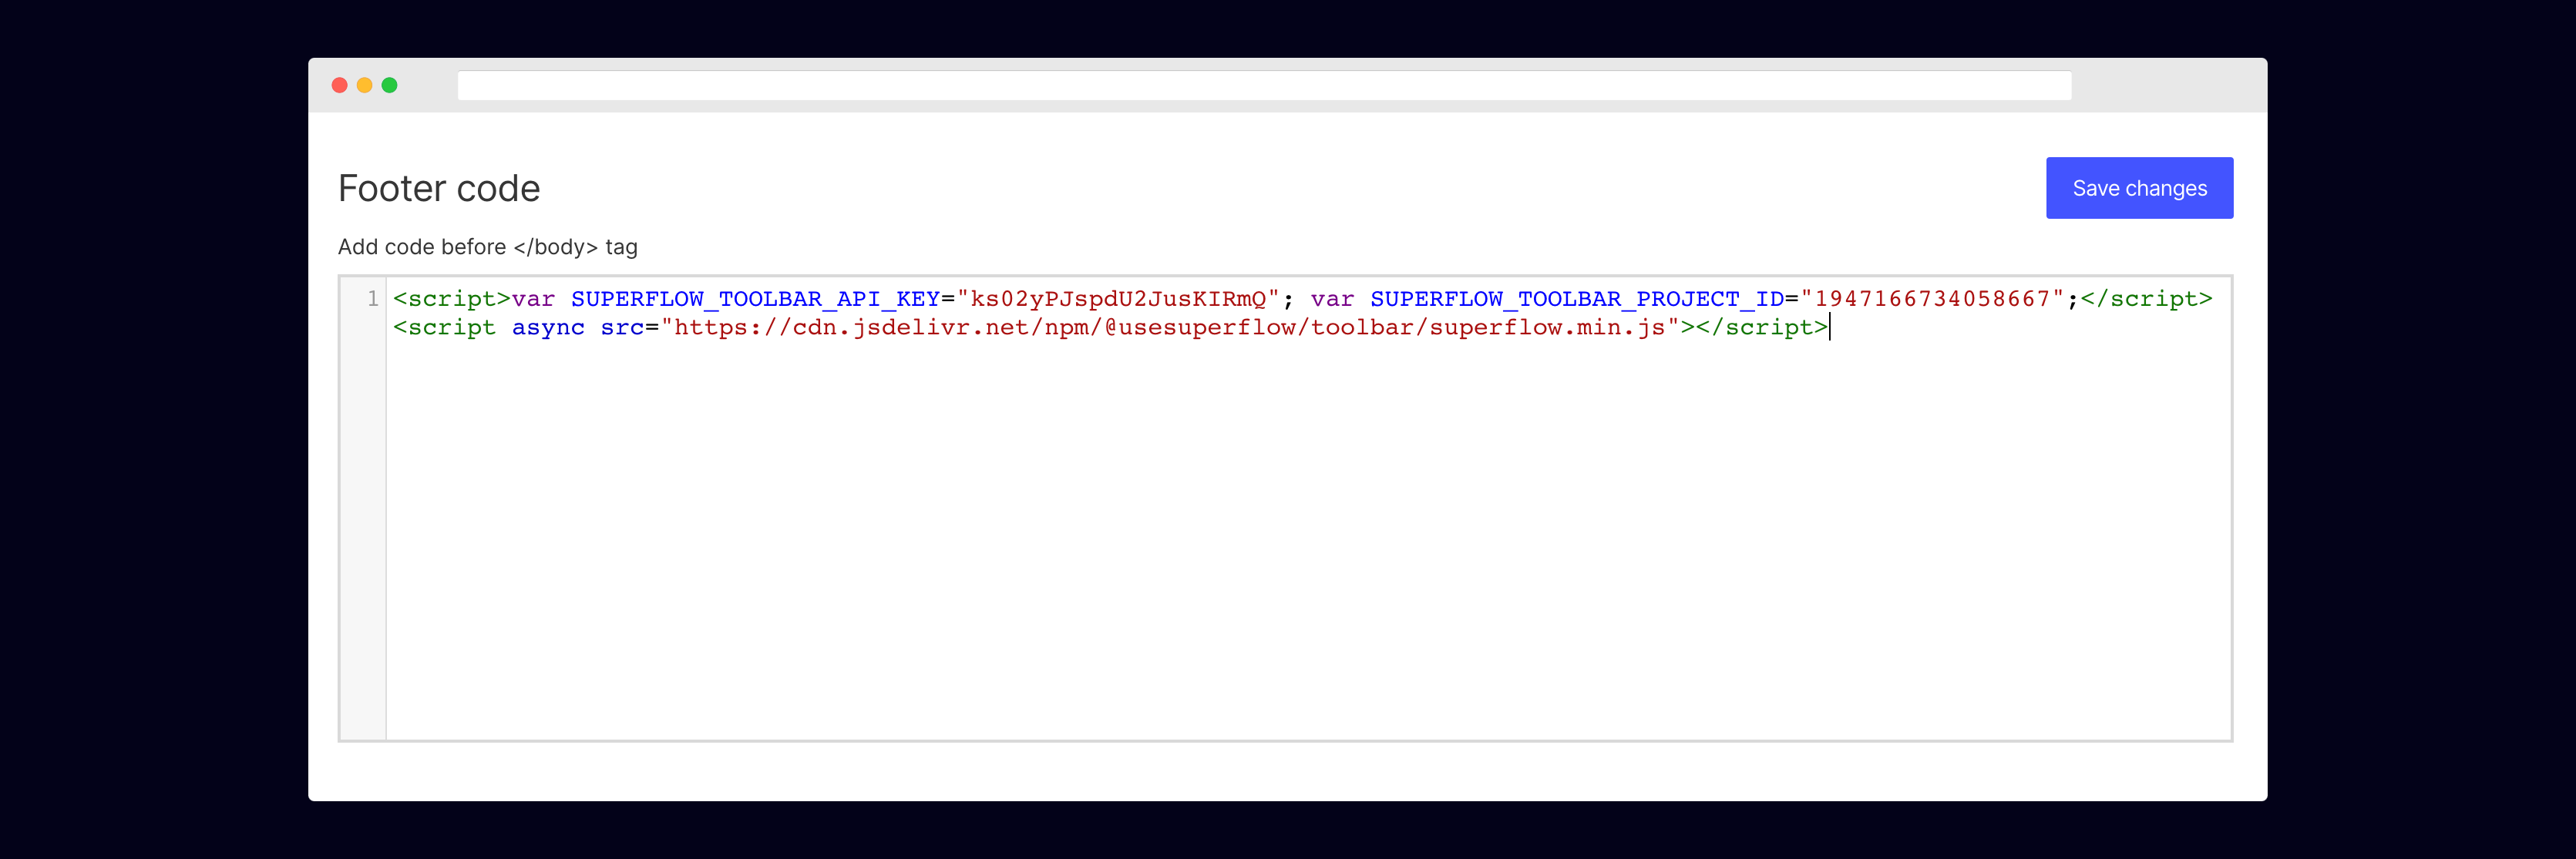 Footer code
Save changes
Add code before </body> tag
1
<script>var SUPERFLOW_TOOLBAR_API_KEY="ks02yPJspdU2JusKIRmQ"; var SUPERFLOW_TOOLBAR_PROJECT_ID="1947166734058667";</script>
<script async src="https://cdn.jsdelivr.net/npm/@usesuperflow/toolbar/superflow.min.js"></script>